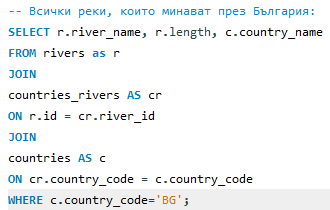 -- Всички реки, които минават през България:
SELECT r.river_name, r.length, c.country_name
FROM rivers as r
JOIN
countries_rivers AS cr
ON r.id = cr.river_id
JOIN
countries AS c
ON cr.country_code = c.country_code
WHERE c.country_code='BG';